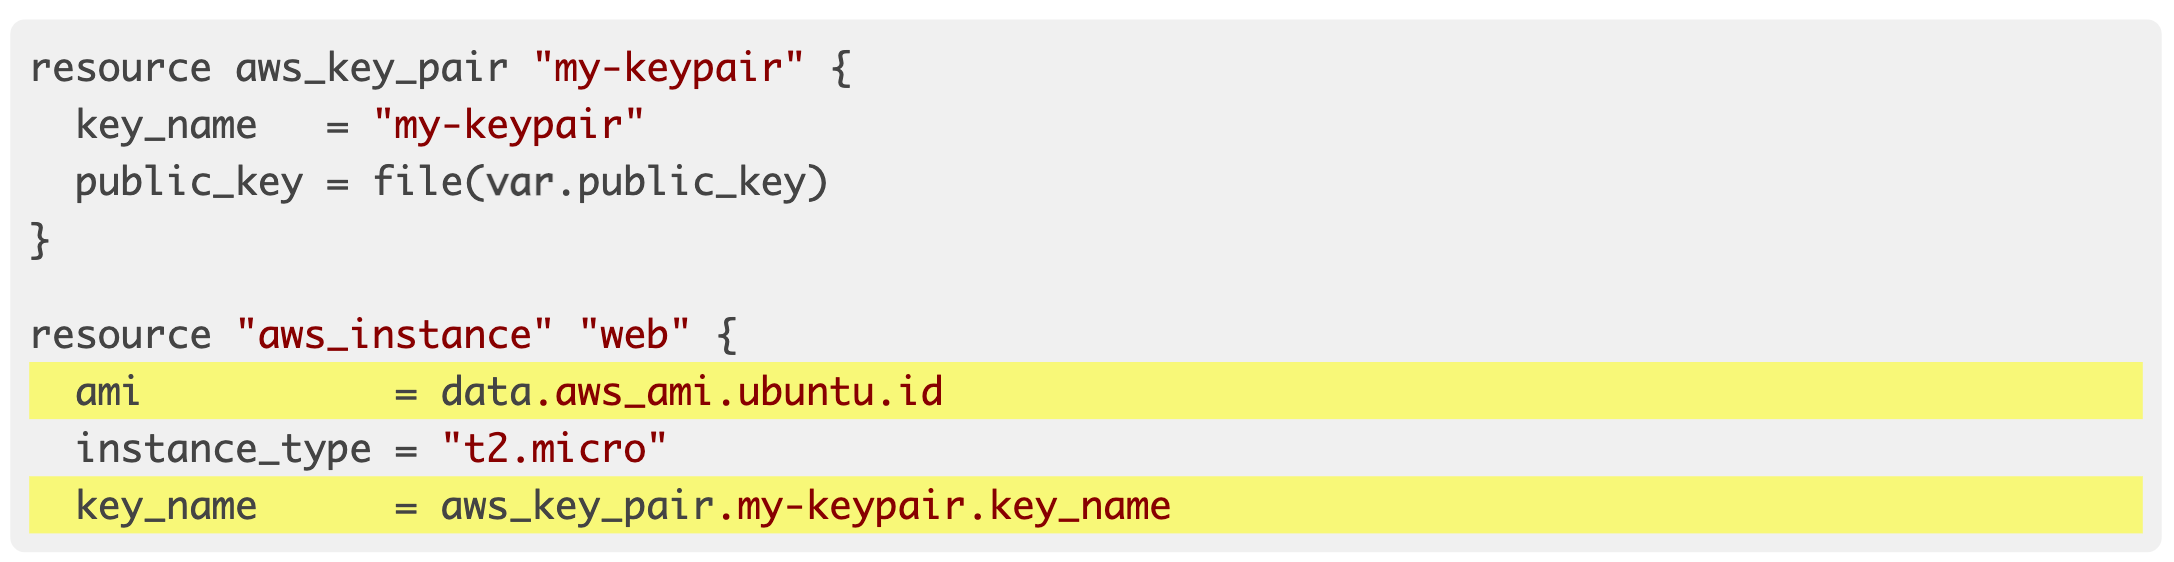 resource aws_key_pair "my-keypair" {
  key_name   = "my-keypair"
  public_key = file(var.public_key)
}
resource "aws_instance" "web" {
  ami           = data.aws_ami.ubuntu.id
  instance_type = "t2.micro"
  key_name      = aws_key_pair.my-keypair.key_name